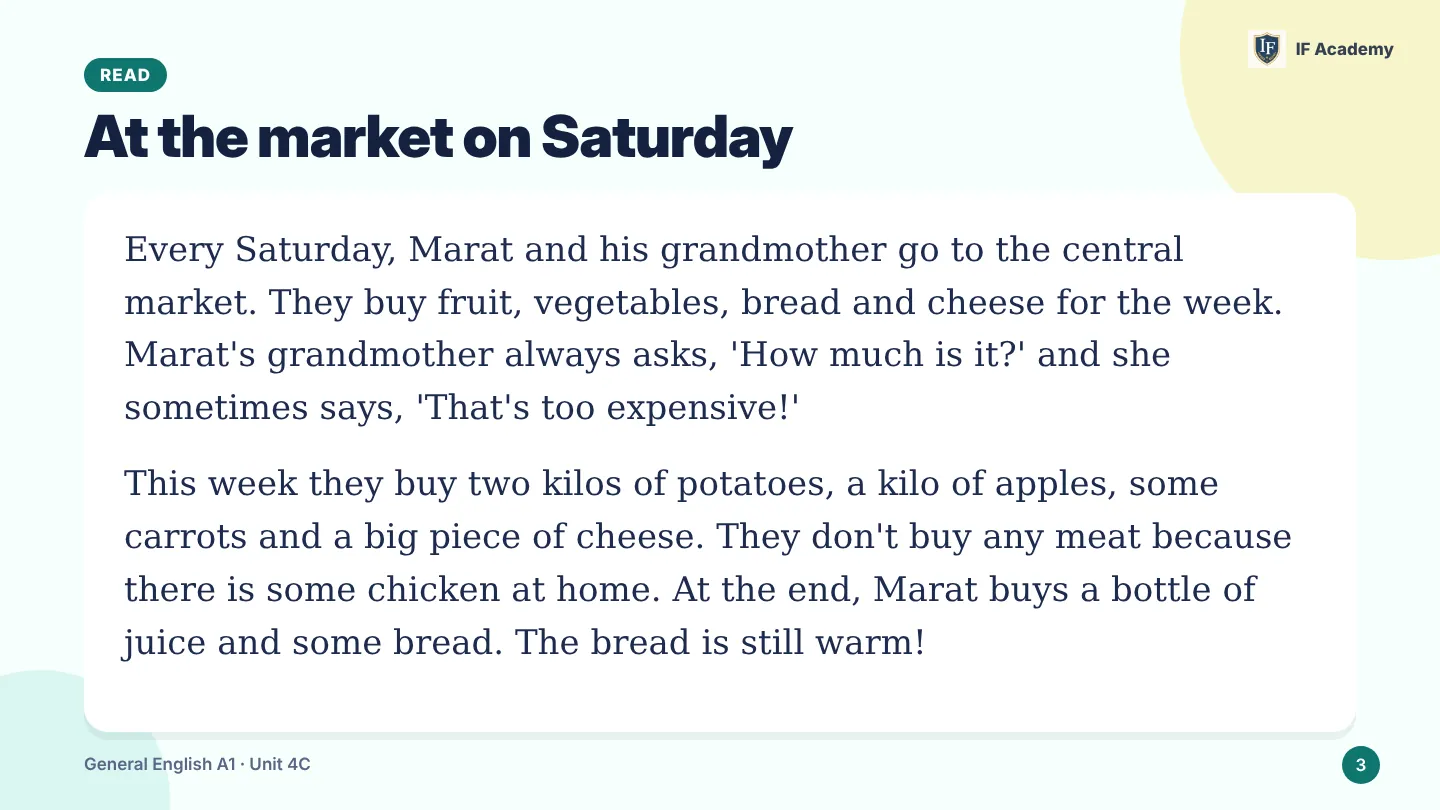 READ
IF
IF Academy
At the market on Saturday
Every Saturday, Marat and his grandmother go to the central
market. They buy fruit, vegetables, bread and cheese for the week.
Marat's grandmother always asks, 'How much is it?' and she
sometimes says, 'That's too expensive!'
This week they buy two kilos of potatoes, a kilo of apples, some
carrots and a big piece of cheese. They don't buy any meat because
there is some chicken at home. At the end, Marat buys a bottle of
juice and some bread. The bread is still warm!
General English A1 · Unit 4C
3